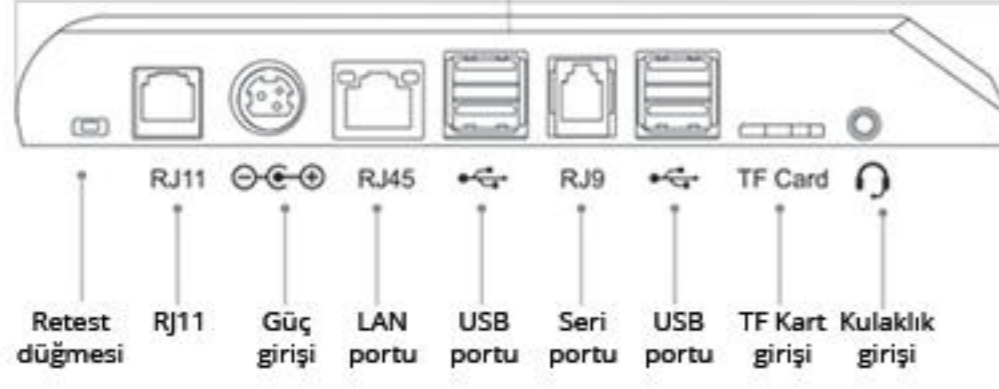 RJ11 RJ45 RJ9 TF Card
Retest düğmesi
RJ11
Güç girişi
LAN portu
USB portu
Seri portu
USB portu
TF Kart girişi
Kulaklık girişi